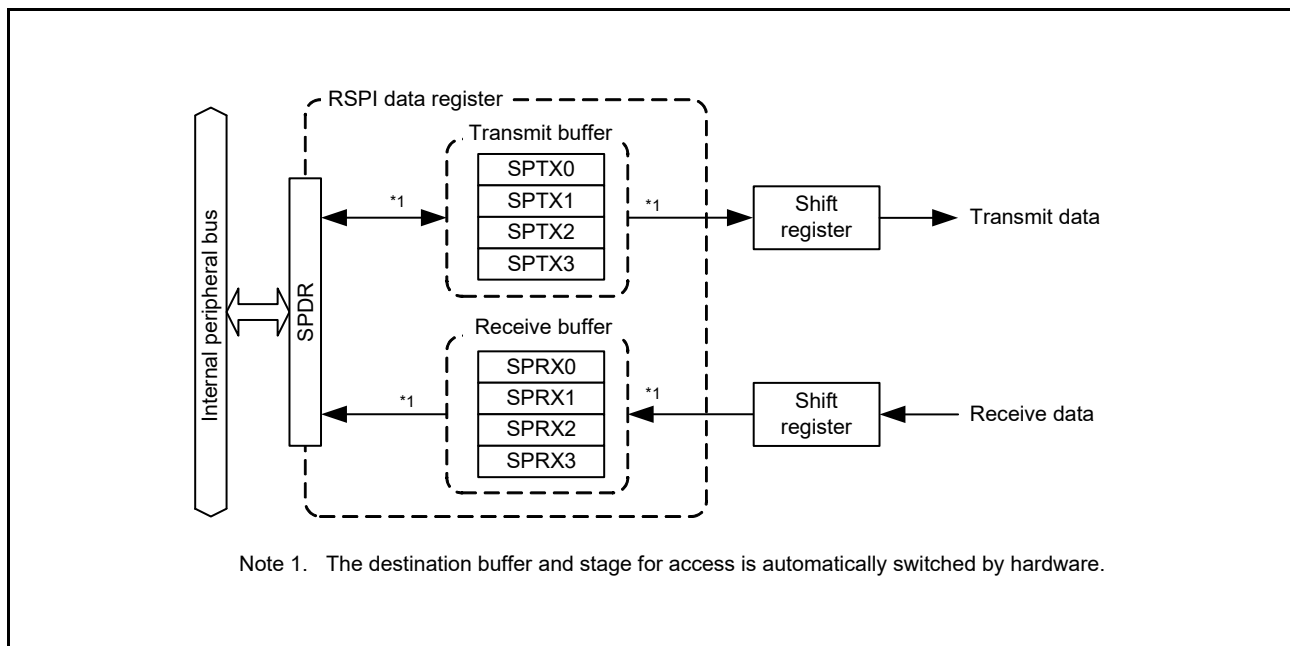 RSPI data register
Transmit buffer
SPTX0
SPTX1
SPTX2
SPTX3
*1
*1
Shift
register
Transmit data
Internal peripheral bus
SPDR
Receive buffer
SPRX0
SPRX1
SPRX2
SPRX3
*1
*1
Shift
register
Receive data
Note 1. The destination buffer and stage for access is automatically switched by hardware.